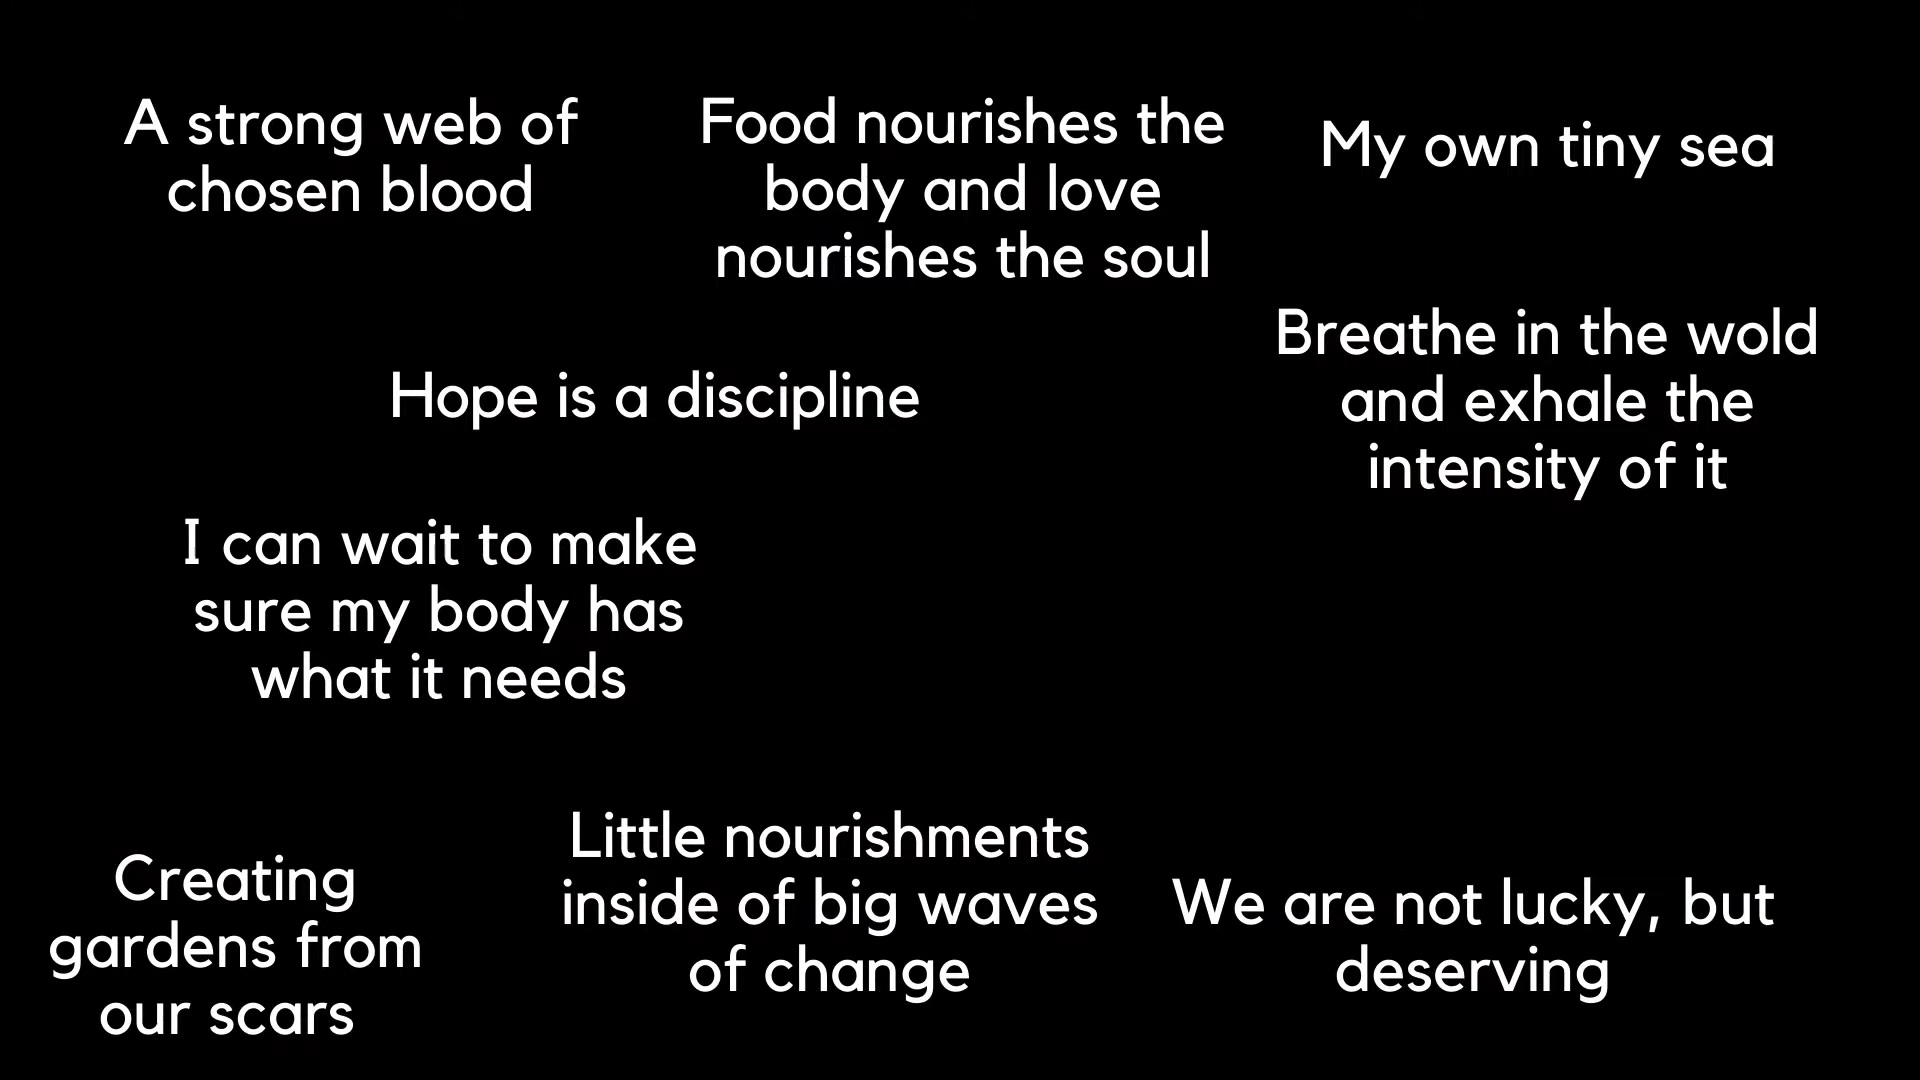 A strong web of
chosen blood
Food nourishes the
body and love
nourishes the soul
My own tiny sea
Breathe in the wold
and exhale the
intensity of it
Hope is a discipline
I can wait to make
sure my body has
what it needs
Creating
gardens from
our scars
Little nourishments
inside of big waves
of change
We are not lucky, but
deserving